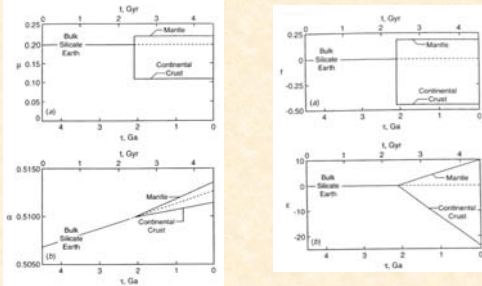 t, Gyr
0 1 2 3 4
0.25
0.20
0.15
0.10
0.05
0.00
Bulk
Silicate
Earth
Mantle
Continental
Crust
(a)
4 3 2 1 0
τ, Ga
t, Gyr
0 1 2 3 4
0.5150
0.5100
0.5050
α
Bulk
Silicate
Earth
Mantle
Continental
Crust
(b)
4 3 2 1 0
τ, Ga
t, Gyr
0 1 2 3 4
0.25
0
-0.50
f
Bulk
Silicate
Earth
Mantle
Continental
Crust
(a)
4 3 2 1 0
τ, Ga
10
0
-10
-20
ε
Bulk
Silicate
Earth
Mantle
Continental
Crust
(b)
4 3 2 1 0
τ, Ga